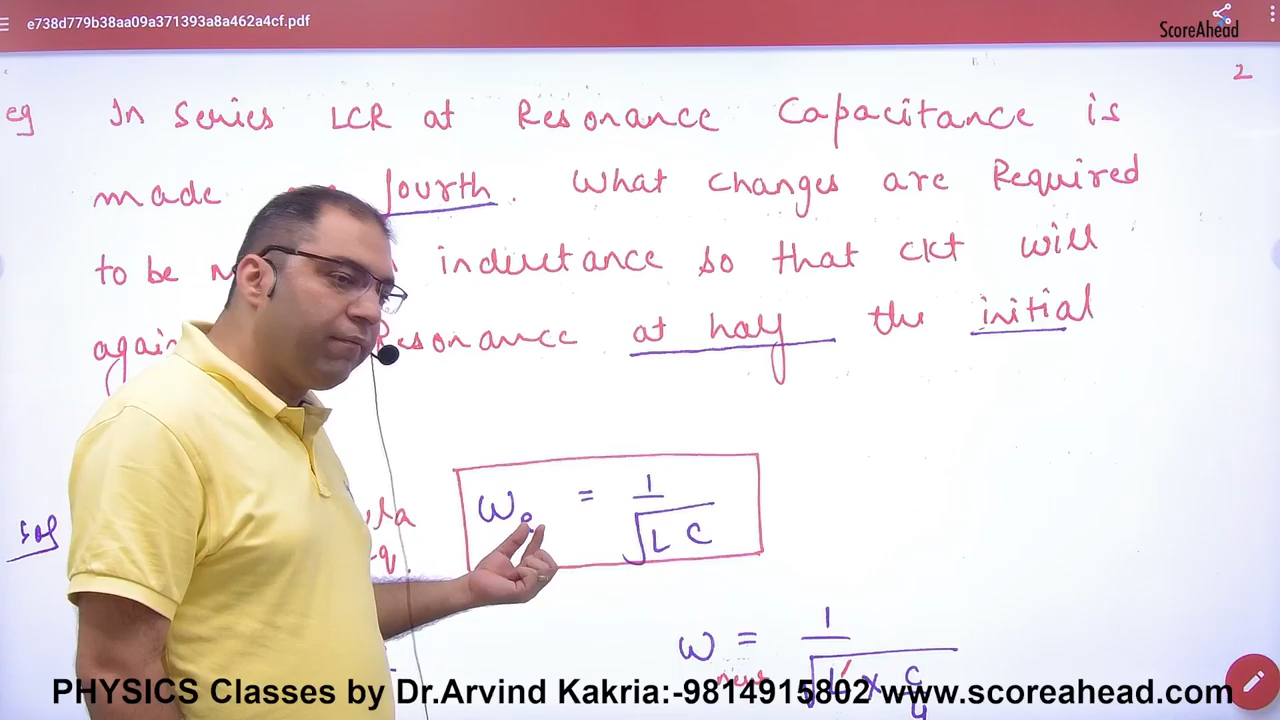 e738d779b38aa09a371393a8a462a4cf.pdf
ScoreAhead
2
eg In Series LCR at Resonance Capacitance is
made fourth. What changes are Required
to be inductance so that ckt will
again Resonance at half the initial
Sol
ω₀ = 1/√LC
ω new = 1/√L' × C/4
PHYSICS Classes by Dr.Arvind Kakria:-9814915802 www.scoreahead.com